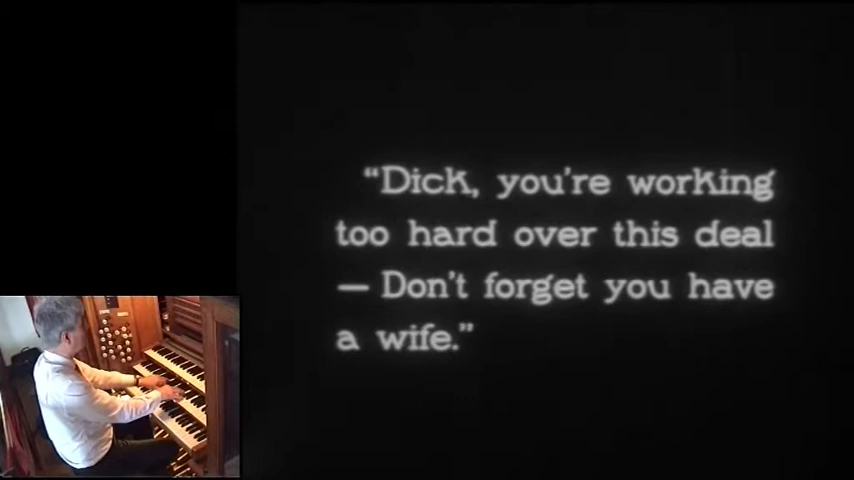 “Dick, you’re working
too hard over this deal
— Don’t forget you have
a wife.”